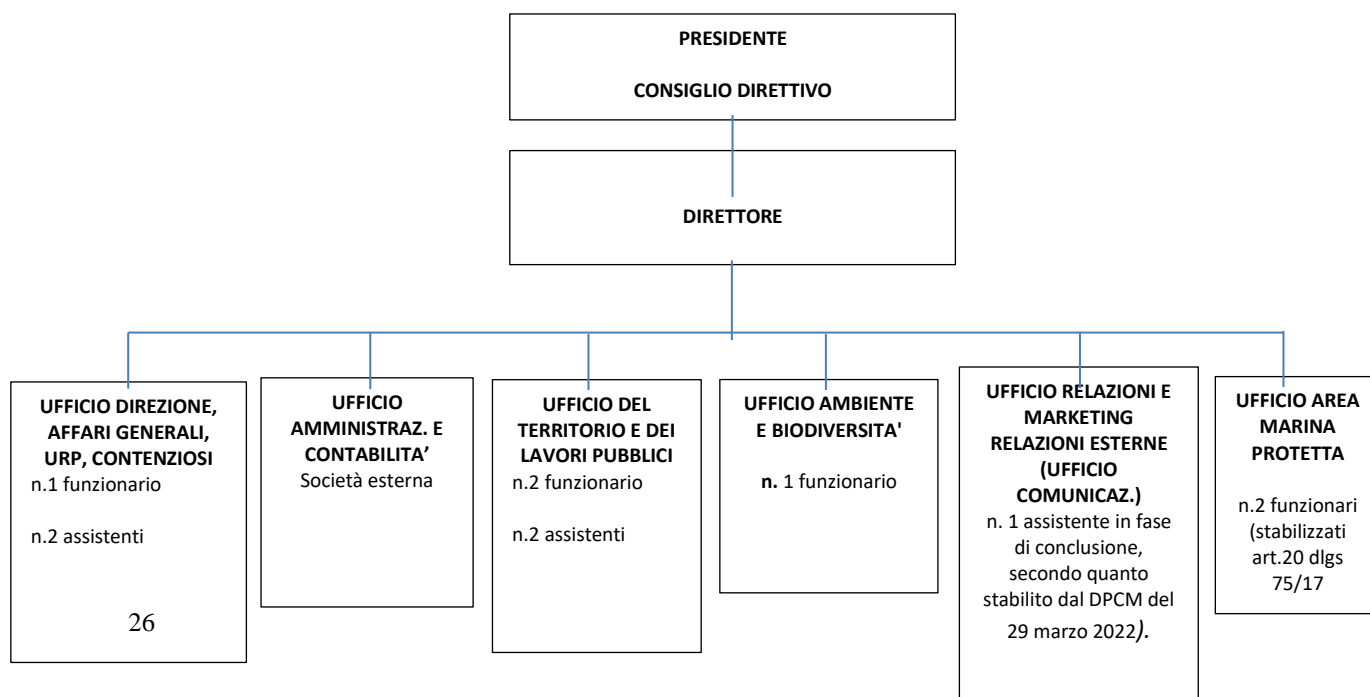 PRESIDENTE
CONSIGLIO DIRETTIVO
DIRETTORE
UFFICIO DIREZIONE,
AFFARI GENERALI,
URP, CONTENZIOSI
n.1 funzionario
n.2 assistenti
26
UFFICIO
AMMINISTRAZ. E
CONTABILITA’
Società esterna
UFFICIO DEL
TERRITORIO E DEI
LAVORI PUBBLICI
n.2 funzionario
n.2 assistenti
UFFICIO AMBIENTE
E BIODIVERSITA'
n. 1 funzionario
UFFICIO RELAZIONI E
MARKETING
RELAZIONI ESTERNE
(UFFICIO
COMUNICAZ.)
n. 1 assistente in fase
di conclusione,
secondo quanto
stabilito dal DPCM del
29 marzo 2022).
UFFICIO AREA
MARINA
PROTETTA
n.2 funzionari
(stabilizzati
art.20 dlgs
75/17